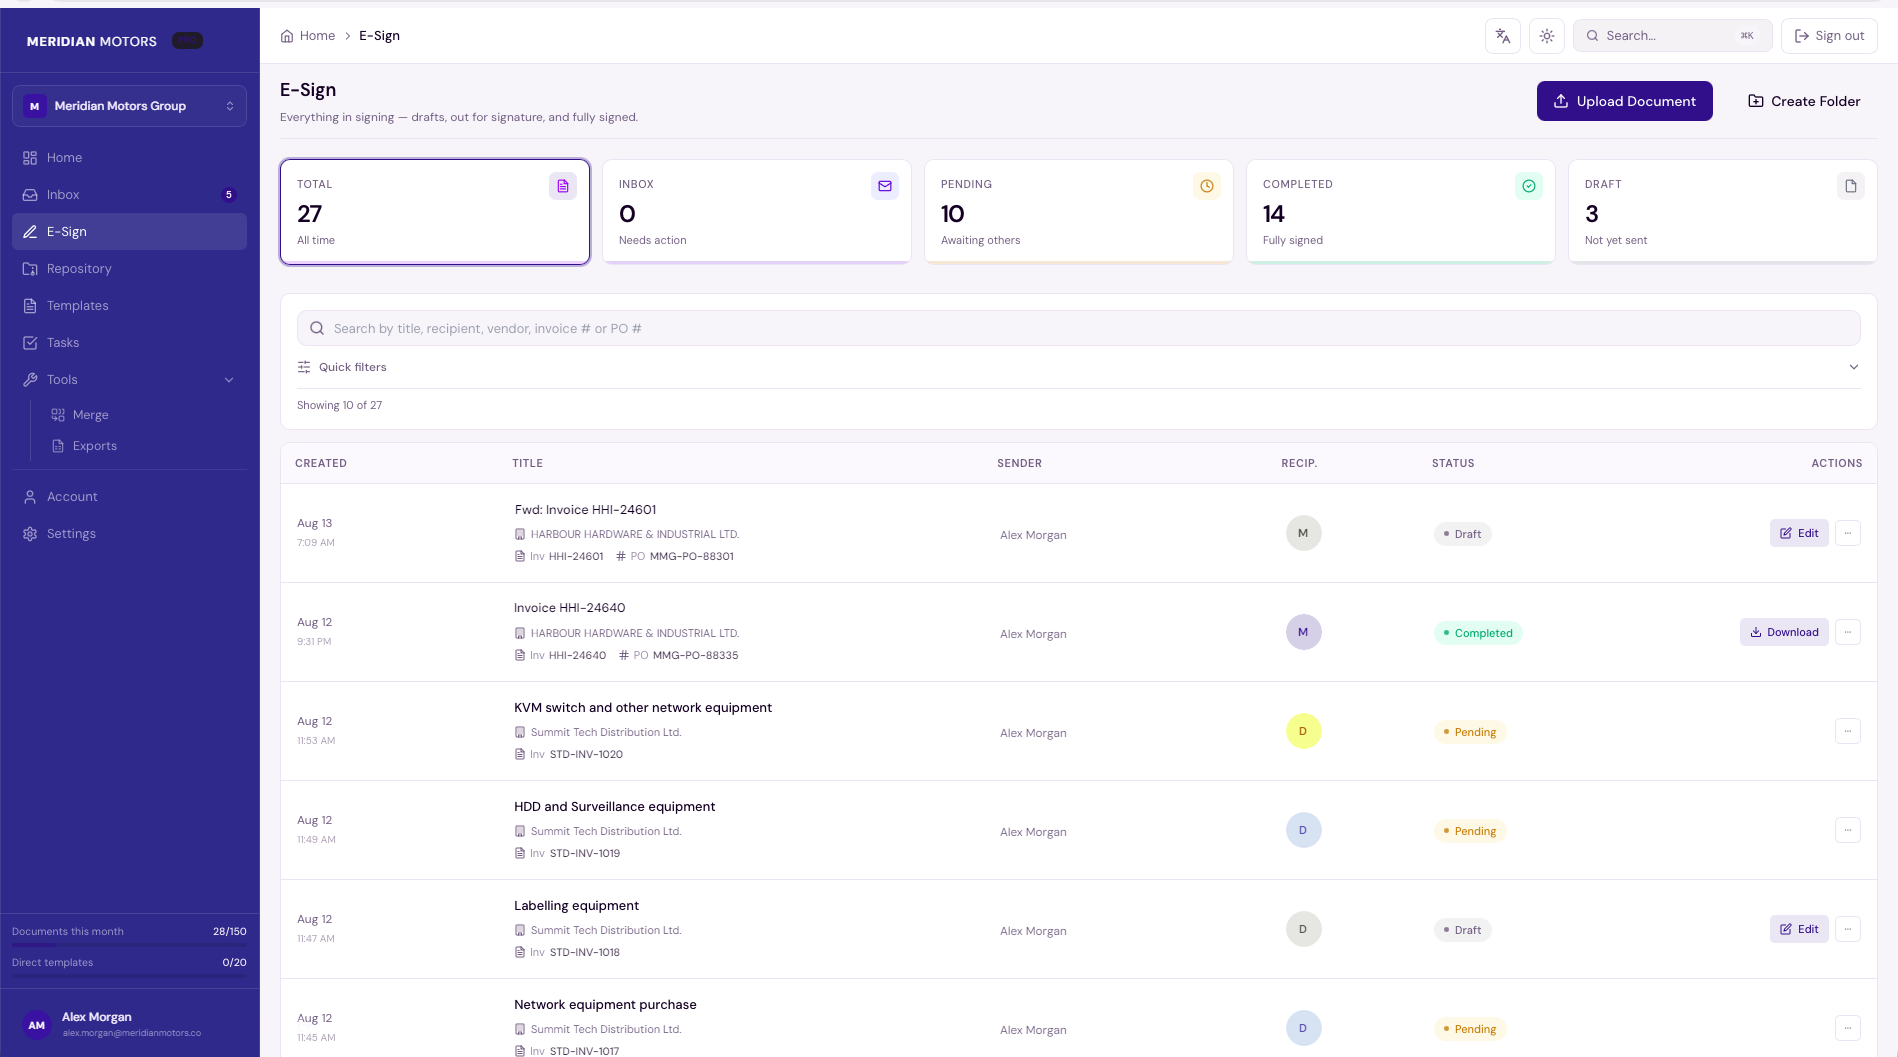 MERIDIAN MOTORS
Meridian Motors Group
M
Home
Inbox 5
E-Sign
Repository
Templates
Tasks
Tools
Merge
Exports
Account
Settings
Documents this month 28/150
Direct templates 0/20
AM
Alex Morgan
alex.morgan@meridianmotors.co
Home > E-Sign
Search... ⌘K
Sign out
E-Sign
Everything in signing — drafts, out for signature, and fully signed.
Upload Document
Create Folder
TOTAL
27
All time
INBOX
0
Needs action
PENDING
10
Awaiting others
COMPLETED
14
Fully signed
DRAFT
3
Not yet sent
Search by title, recipient, vendor, invoice # or PO #
Quick filters
Showing 10 of 27
CREATED TITLE SENDER RECIP. STATUS ACTIONS
Aug 13
7:09 AM
Fwd: Invoice HHI-24601
HARBOUR HARDWARE & INDUSTRIAL LTD.
Inv HHI-24601 # PO MMG-PO-88301
Alex Morgan
M
Draft
Edit
...
Aug 12
9:31 PM
Invoice HHI-24640
HARBOUR HARDWARE & INDUSTRIAL LTD.
Inv HHI-24640 # PO MMG-PO-88335
Alex Morgan
M
Completed
Download
...
Aug 12
11:53 AM
KVM switch and other network equipment
Summit Tech Distribution Ltd.
Inv STD-INV-1020
Alex Morgan
D
Pending
...
Aug 12
11:49 AM
HDD and Surveillance equipment
Summit Tech Distribution Ltd.
Inv STD-INV-1019
Alex Morgan
D
Pending
...
Aug 12
11:47 AM
Labelling equipment
Summit Tech Distribution Ltd.
Inv STD-INV-1018
Alex Morgan
D
Draft
Edit
...
Aug 12
11:45 AM
Network equipment purchase
Summit Tech Distribution Ltd.
Inv STD-INV-1017
Alex Morgan
D
Pending
...